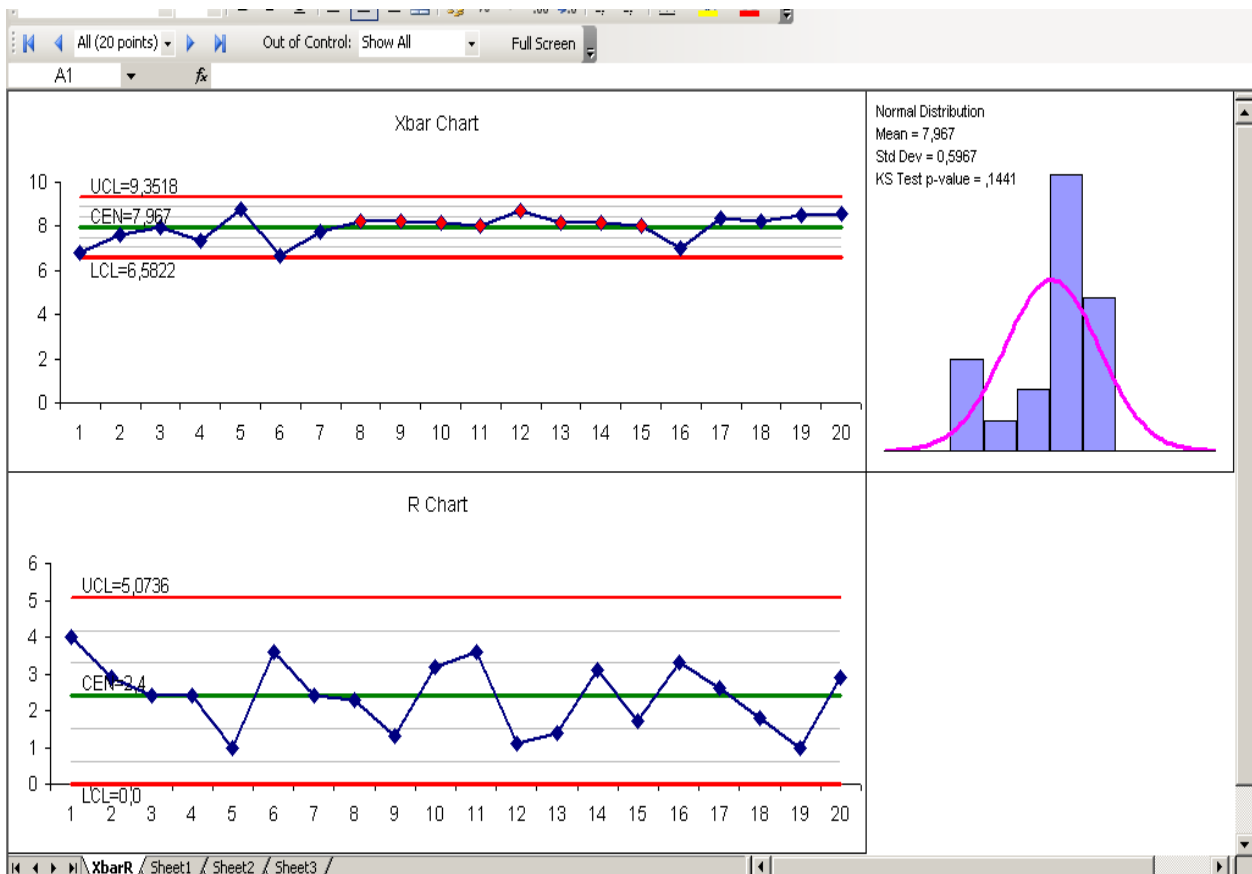 All (20 points) Out of Control: Show All Full Screen
A1 fx
Xbar Chart
10
8
6
4
2
0
UCL=9,3518
CEN=7,967
LCL=6,5822
1 2 3 4 5 6 7 8 9 10 11 12 13 14 15 16 17 18 19 20
Normal Distribution
Mean = 7,967
Std Dev = 0,5967
KS Test p-value = ,1441
R Chart
6
5
4
3
2
1
0
UCL=5,0736
CEN=2,4
LCL=0,0
1 2 3 4 5 6 7 8 9 10 11 12 13 14 15 16 17 18 19 20
XbarR Sheet1 Sheet2 Sheet3